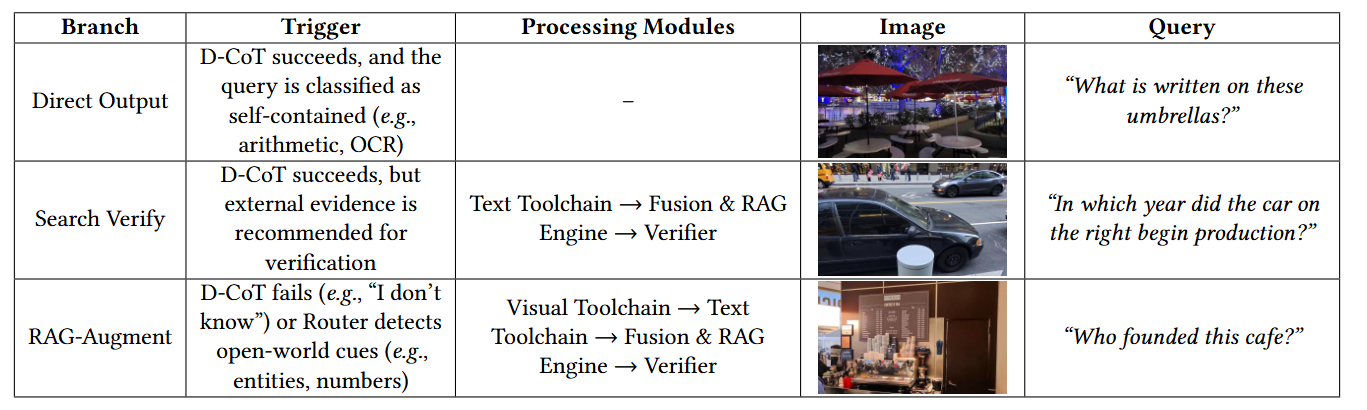 Branch Trigger Processing Modules Image Query
Direct Output
D-CoT succeeds, and the
query is classified as
self-contained (e.g.,
arithmetic, OCR)
–
“What is written on these
umbrellas?”
Search Verify
D-CoT succeeds, but
external evidence is
recommended for
verification
Text Toolchain → Fusion & RAG
Engine → Verifier
“In which year did the car on
the right begin production?”
RAG-Augment
D-CoT fails (e.g., “I don’t
know”) or Router detects
open-world cues (e.g.,
entities, numbers)
Visual Toolchain → Text
Toolchain → Fusion & RAG
Engine → Verifier
“Who founded this cafe?”